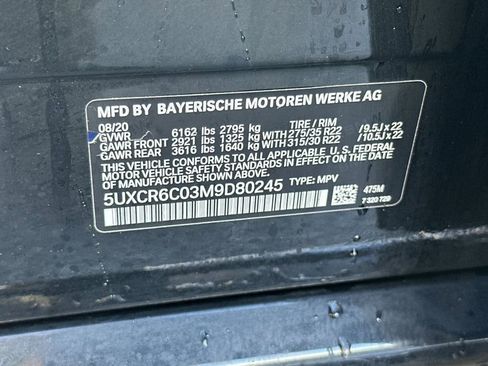 MFD BY BAYERISCHE MOTOREN WERKE AG
08/20 TIRE / RIM
GVWR 6162 lbs 2795 kg
GAWR FRONT 2921 lbs 1325 kg WITH 275/35 R22 / 9.5J x 22
GAWR REAR 3616 lbs 1640 kg WITH 315/30 R22 / 10.5J x 22
THIS VEHICLE CONFORMS TO ALL APPLICABLE FEDERAL
MOTOR VEHICLE SAFETY STANDARDS IN EFFECT ON THE
DATE OF MANUFACTURE SHOWN ABOVE.
5UXCR6C03M9D80245 TYPE: MPV
475M
7 320 729